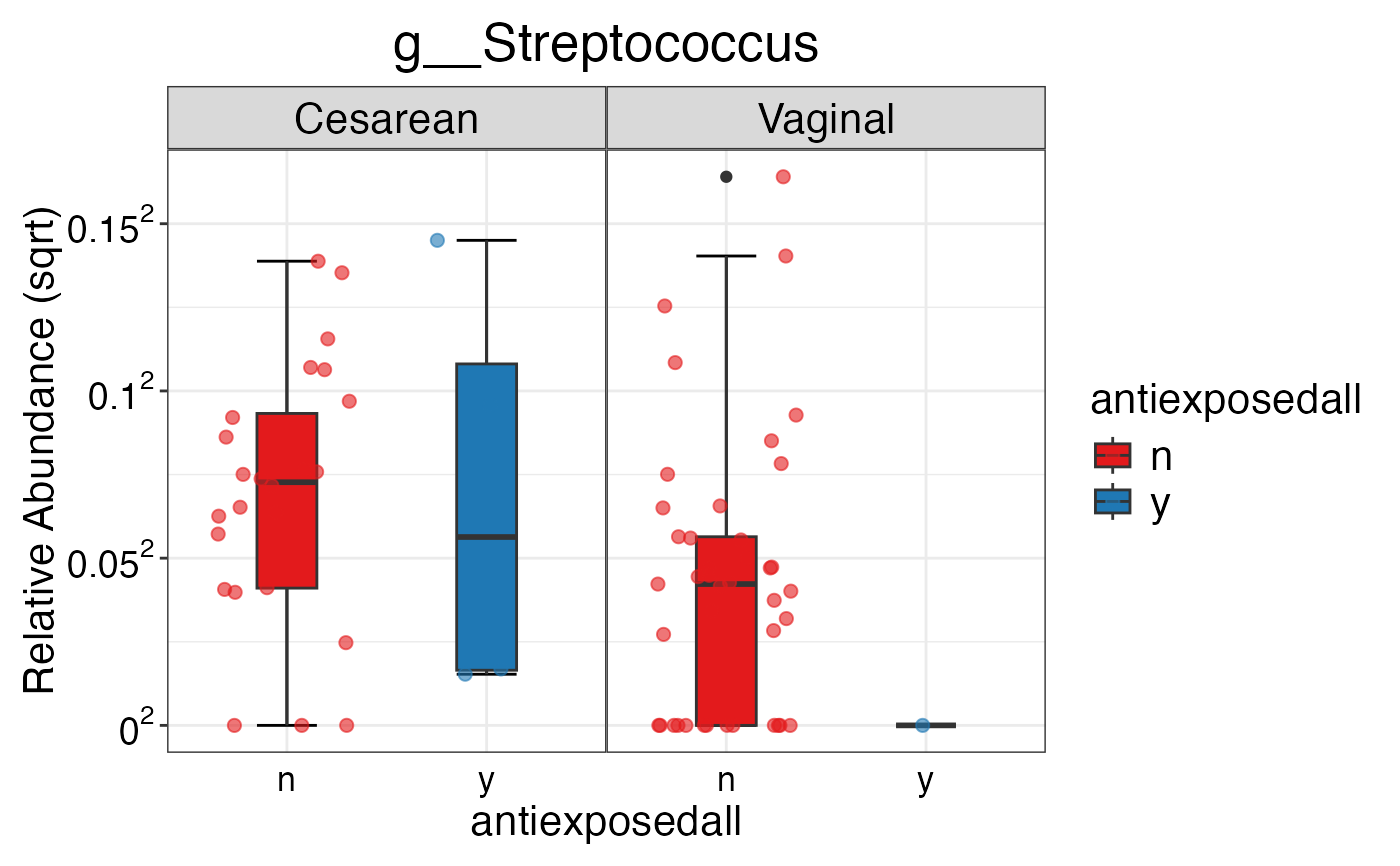 g__Streptococcus
Cesarean
Vaginal
Relative Abundance (sqrt)
0.15²
0.1²
0.05²
0²
n
y
n
y
antiexposedall
antiexposedall
n
y